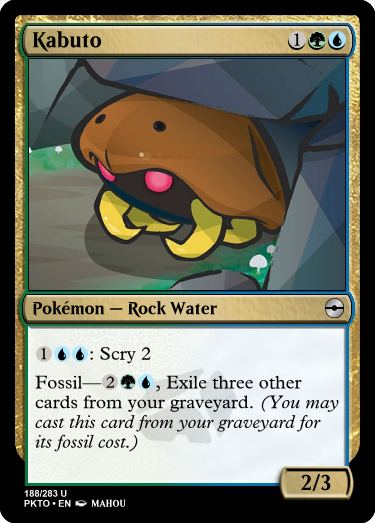 Kabuto 1
Pokémon — Rock Water
1: Scry 2
Fossil—2, Exile three other
cards from your graveyard. (You may
cast this card from your graveyard for
its fossil cost.)
2/3
188/283 U
PKTO • EN MAHOU